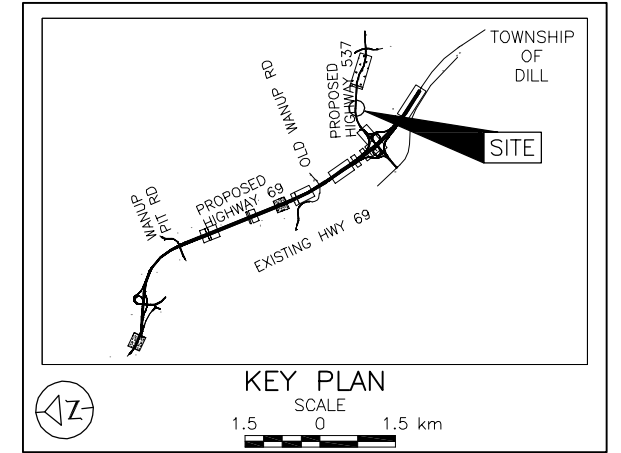 TOWNSHIP
OF
DILL
PROPOSED
HIGHWAY 537
OLD WANUP RD
SITE
WANUP
PIT RD
PROPOSED
HIGHWAY 69
EXISTING HWY 69
KEY PLAN
SCALE
1.5 0 1.5 km
Z